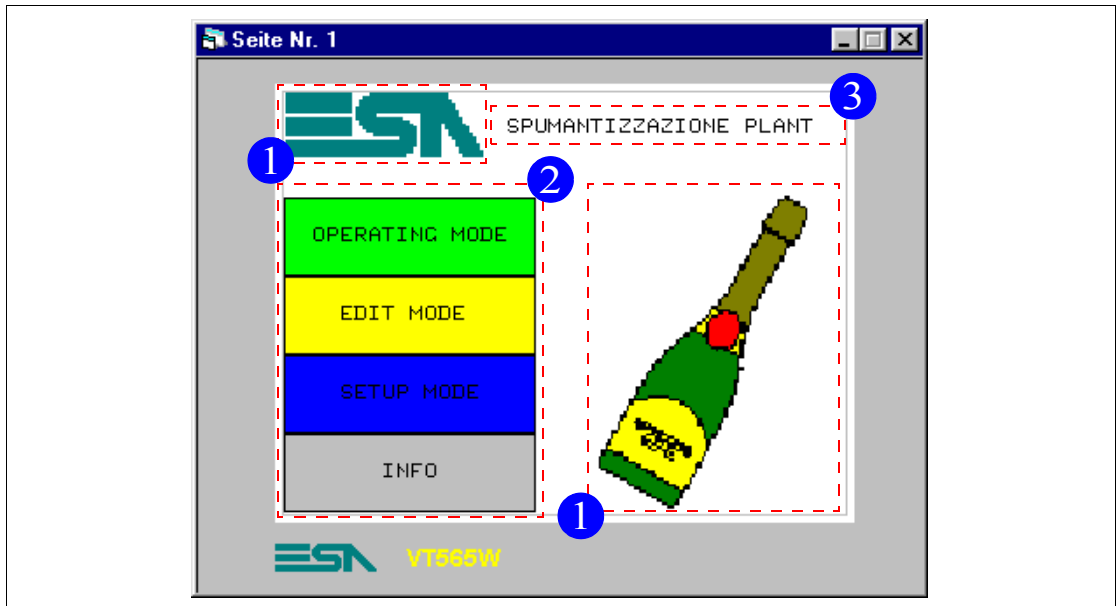 Seite Nr. 1
ESA
SPUMANTIZZAZIONE PLANT
3
1
2
OPERATING MODE
EDIT MODE
SETUP MODE
INFO
1
ESA VT565W